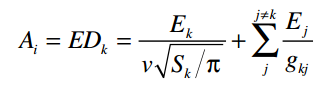 A_i = ED_k = \frac{E_k}{v\sqrt{S_k/\pi}} + \sum_{j}^{j \neq k} \frac{E_j}{g_{kj}}